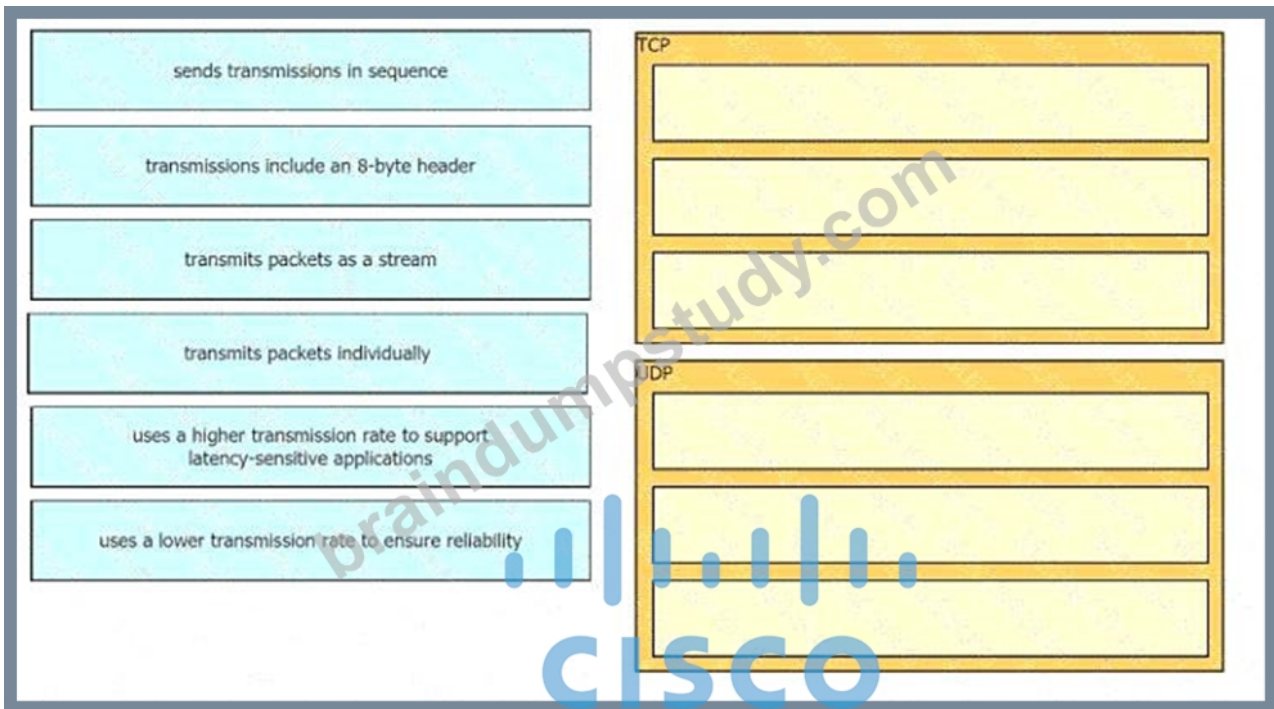 sends transmissions in sequence
transmissions include an 8-byte header
transmits packets as a stream
transmits packets individually
uses a higher transmission rate to support
latency-sensitive applications
uses a lower transmission rate to ensure reliability
TCP
UDP
braindumpstudy.com
CISCO